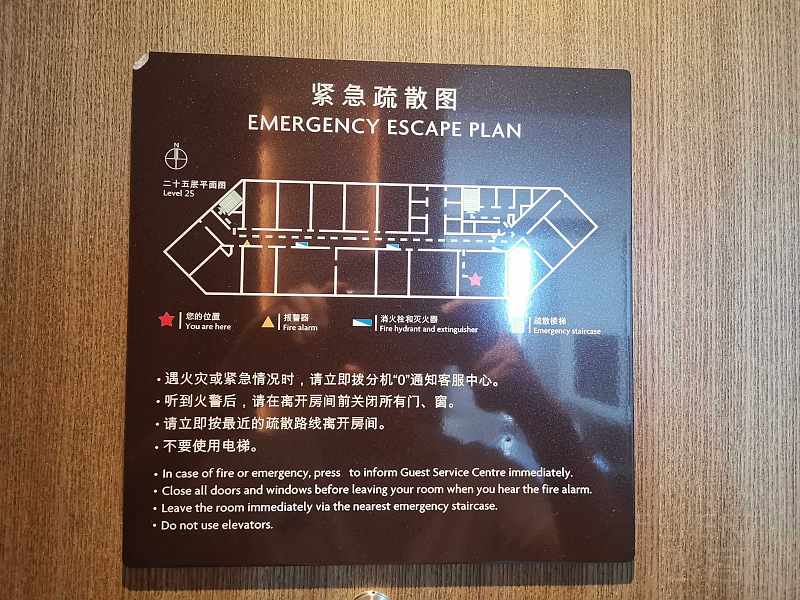 紧急疏散图
EMERGENCY ESCAPE PLAN
N
二十五层平面图
Level 25
您的位置
You are here
报警器
Fire alarm
消火栓和灭火器
Fire hydrant and extinguisher
疏散楼梯
Emergency staircase
·遇火灾或紧急情况时，请立即拨分机“0”通知客服中心。
·听到火警后，请在离开房间前关闭所有门、窗。
·请立即按最近的疏散路线离开房间。
·不要使用电梯。
• In case of fire or emergency, press to inform Guest Service Centre immediately.
• Close all doors and windows before leaving your room when you hear the fire alarm.
• Leave the room immediately via the nearest emergency staircase.
• Do not use elevators.